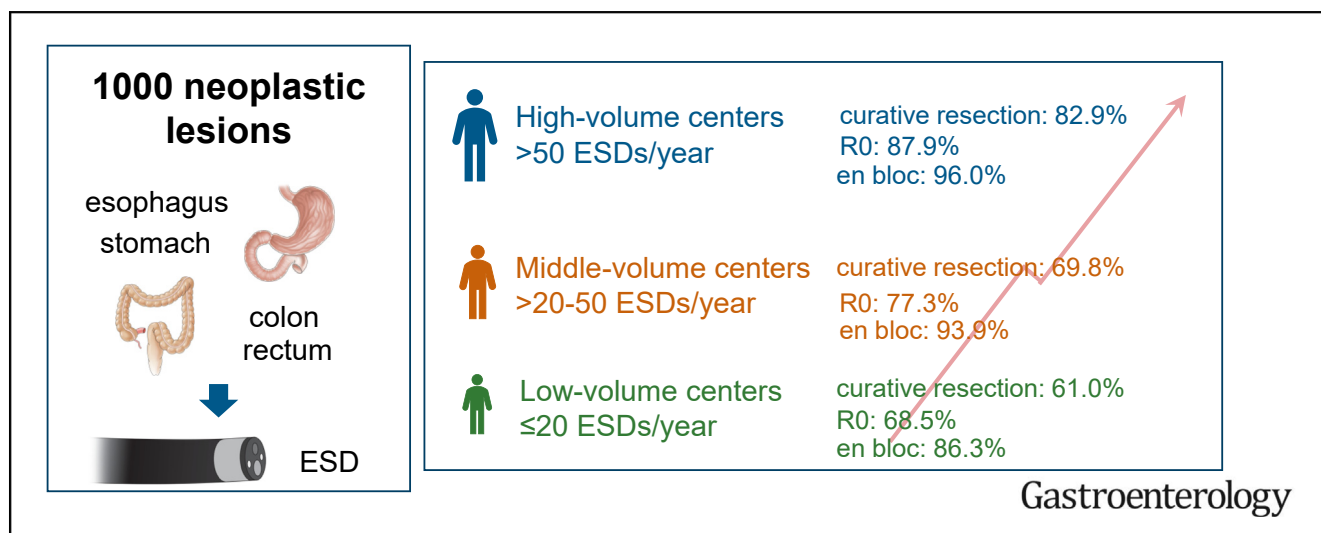 1000 neoplastic
lesions
esophagus
stomach
colon
rectum
ESD
High-volume centers
>50 ESDs/year
curative resection: 82.9%
R0: 87.9%
en bloc: 96.0%
Middle-volume centers
>20-50 ESDs/year
curative resection: 69.8%
R0: 77.3%
en bloc: 93.9%
Low-volume centers
≤20 ESDs/year
curative resection: 61.0%
R0: 68.5%
en bloc: 86.3%
Gastroenterology